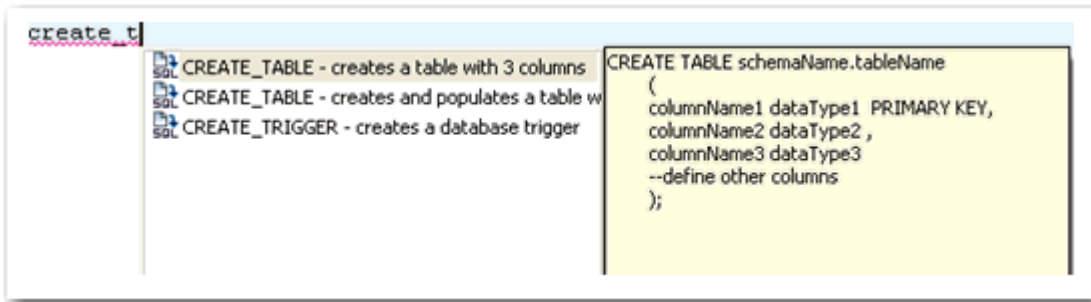 create_t
CREATE_TABLE - creates a table with 3 columns
CREATE_TABLE - creates and populates a table w
CREATE_TRIGGER - creates a database trigger
CREATE TABLE schemaName.tableName
(
columnName1 dataType1 PRIMARY KEY,
columnName2 dataType2 ,
columnName3 dataType3
--define other columns
);